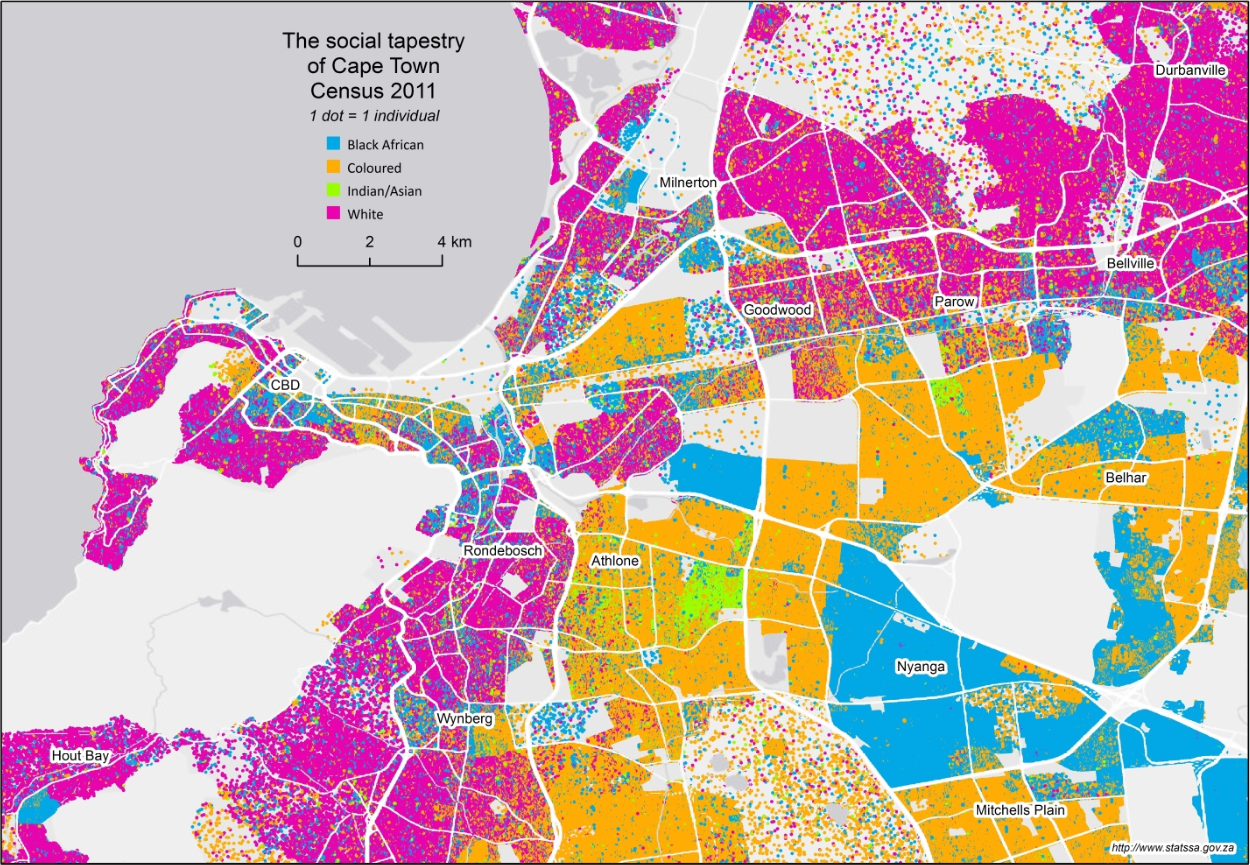 The social tapestry
of Cape Town
Census 2011
1 dot = 1 individual
Black African
Coloured
Indian/Asian
White
0 2 4 km
Durbanville
Milnerton
Bellville
Parow
Goodwood
CBD
Belhar
Rondebosch
Athlone
Nyanga
Wynberg
Hout Bay
Mitchells Plain
http://www.statssa.gov.za